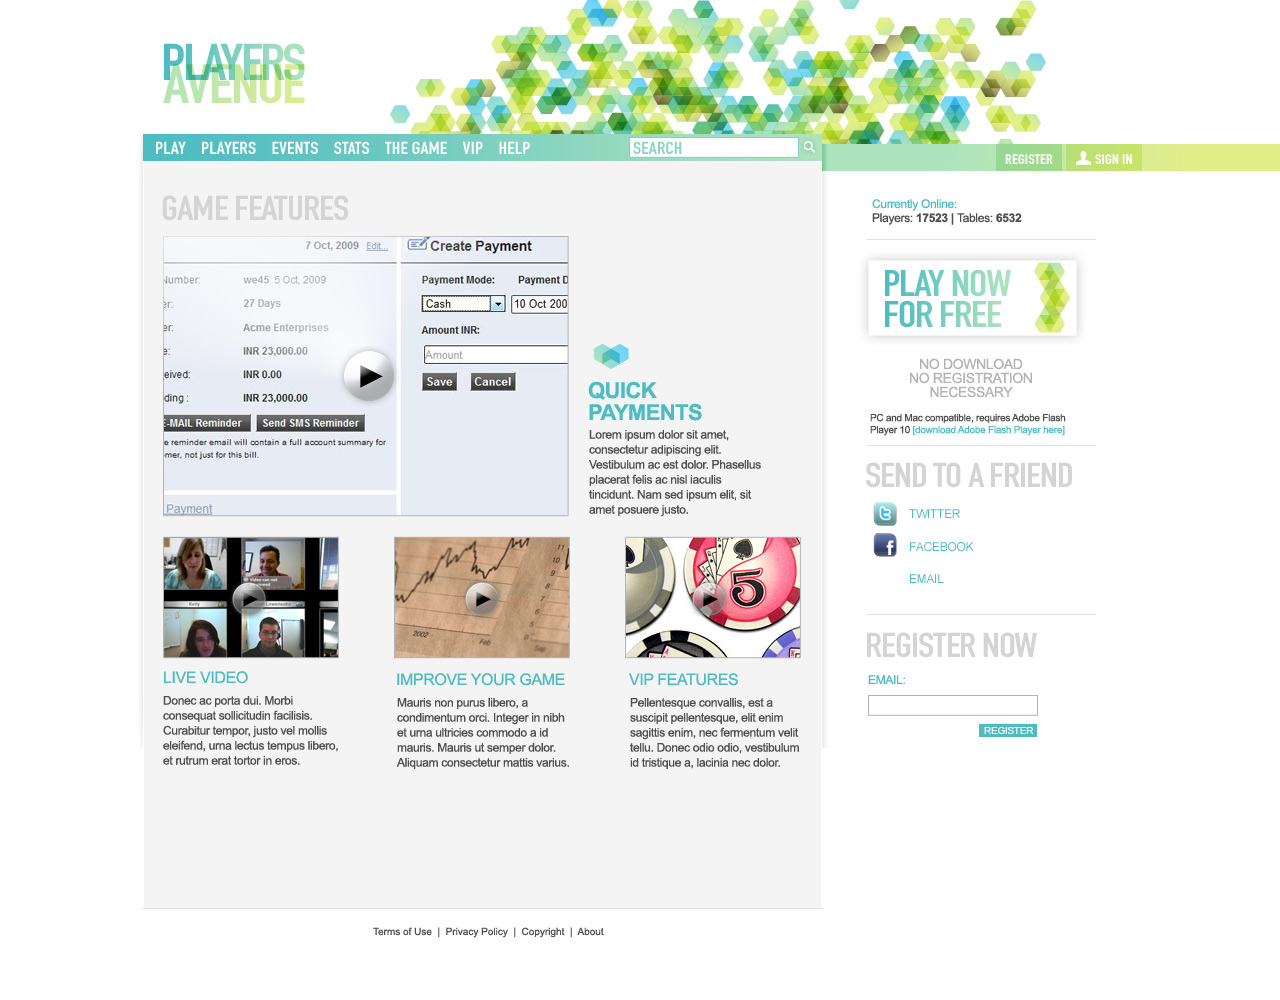 PLAYERS
AVENUE
PLAY PLAYERS EVENTS STATS THE GAME VIP HELP SEARCH
REGISTER SIGN IN
GAME FEATURES
7 Oct, 2009 Edit...
Number: we45 5 Oct, 2009
er: 27 Days
er: Acme Enterprises
e: INR 23,000.00
eived: INR 0.00
ding : INR 23,000.00
E-MAIL Reminder Send SMS Reminder
e reminder email will contain a full account summary for
omer, not just for this bill.
Payment
Create Payment
Payment Mode: Payment D
Cash 10 Oct 200
Amount INR:
Amount
Save Cancel
QUICK
PAYMENTS
Lorem ipsum dolor sit amet,
consectetur adipiscing elit.
Vestibulum ac est dolor. Phasellus
placerat felis ac nisl iaculis
tincidunt. Nam sed ipsum elit, sit
amet posuere justo.
Video can not
Kelly
2002
Feb
Sep
5
LIVE VIDEO
Donec ac porta dui. Morbi
consequat sollicitudin facilisis.
Curabitur tempor, justo vel mollis
eleifend, urna lectus tempus libero,
et rutrum erat tortor in eros.
IMPROVE YOUR GAME
Mauris non purus libero, a
condimentum orci. Integer in nibh
et urna ultricies commodo a id
mauris. Mauris ut semper dolor.
Aliquam consectetur mattis varius.
VIP FEATURES
Pellentesque convallis, est a
suscipit pellentesque, elit enim
sagittis enim, nec fermentum velit
tellu. Donec odio odio, vestibulum
id tristique a, lacinia nec dolor.
Currently Online:
Players: 17523 | Tables: 6532
PLAY NOW
FOR FREE
NO DOWNLOAD
NO REGISTRATION
NECESSARY
PC and Mac compatible, requires Adobe Flash
Player 10 [download Adobe Flash Player here]
SEND TO A FRIEND
TWITTER
FACEBOOK
EMAIL
REGISTER NOW
EMAIL:
REGISTER
Terms of Use | Privacy Policy | Copyright | About